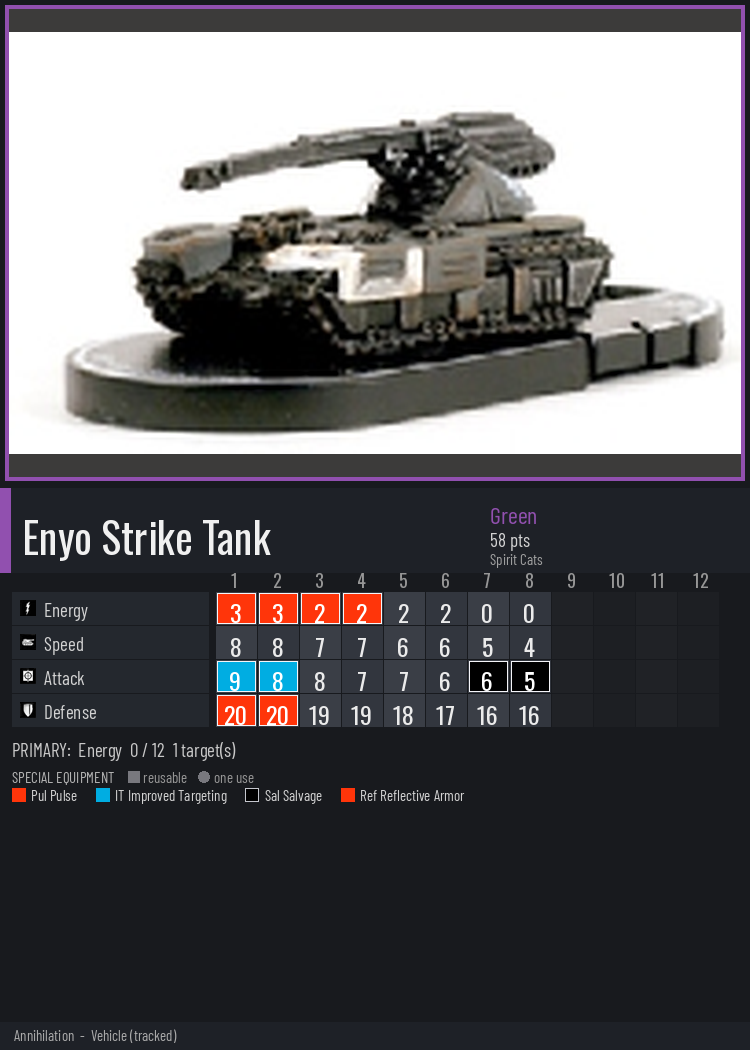 Enyo Strike Tank
Green
58 pts
Spirit Cats
1 2 3 4 5 6 7 8 9 10 11 12
Energy 3 3 2 2 2 2 0 0
Speed 8 8 7 7 6 6 5 4
Attack 9 8 8 7 7 6 6 5
Defense 20 20 19 19 18 17 16 16
PRIMARY: Energy 0 / 12 1 target(s)
SPECIAL EQUIPMENT reusable one use
Pul Pulse IT Improved Targeting Sal Salvage Ref Reflective Armor
Annihilation - Vehicle (tracked)